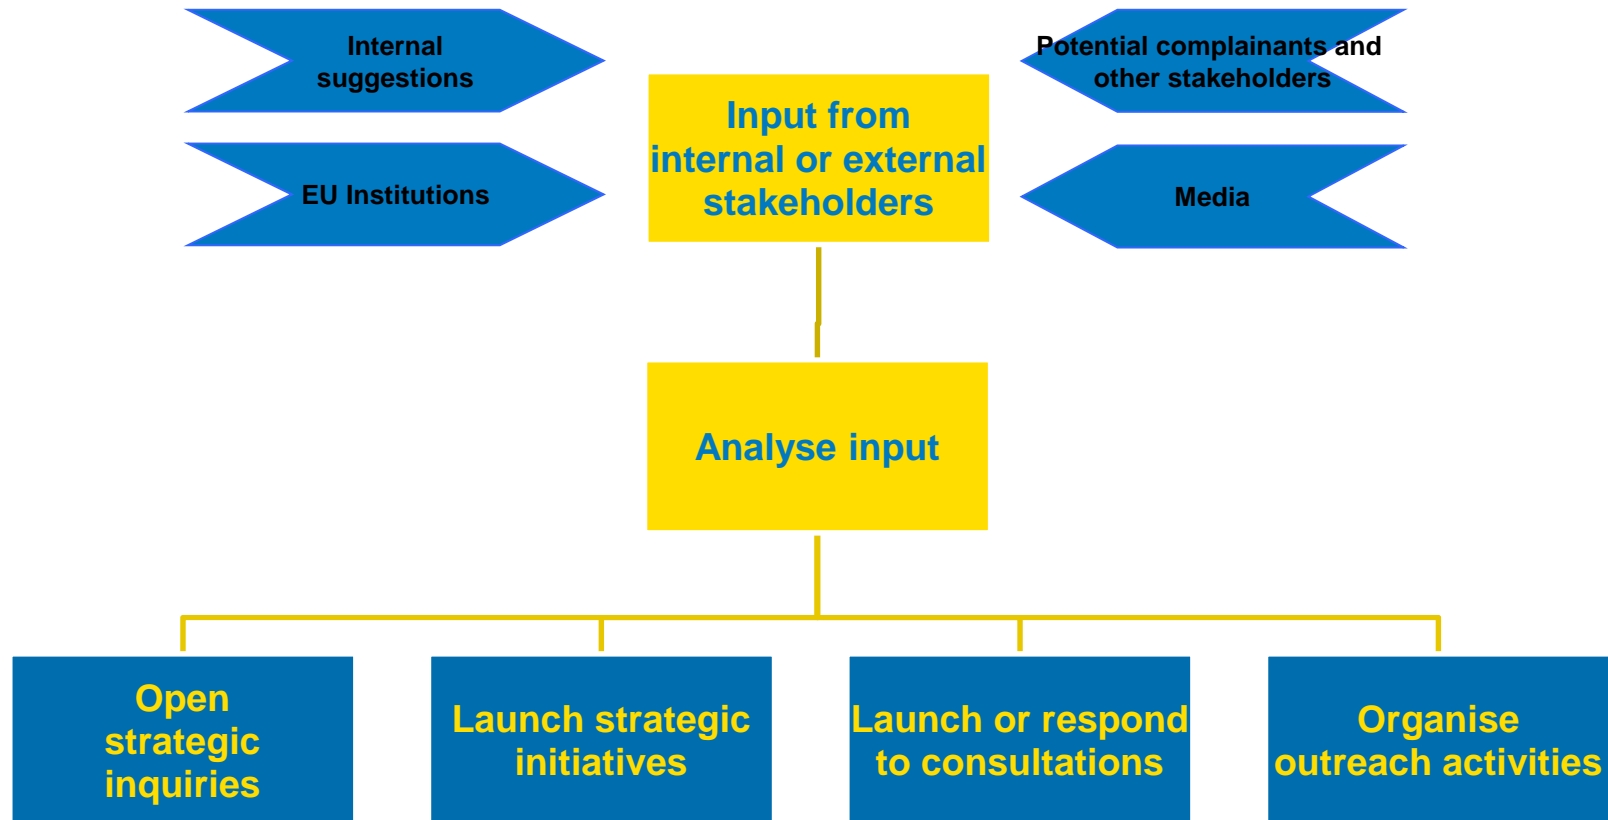 Internal
suggestions
Potential complainants and
other stakeholders
Input from
internal or external
stakeholders
EU Institutions
Media
Analyse input
Open
strategic
inquiries
Launch strategic
initiatives
Launch or respond
to consultations
Organise
outreach activities